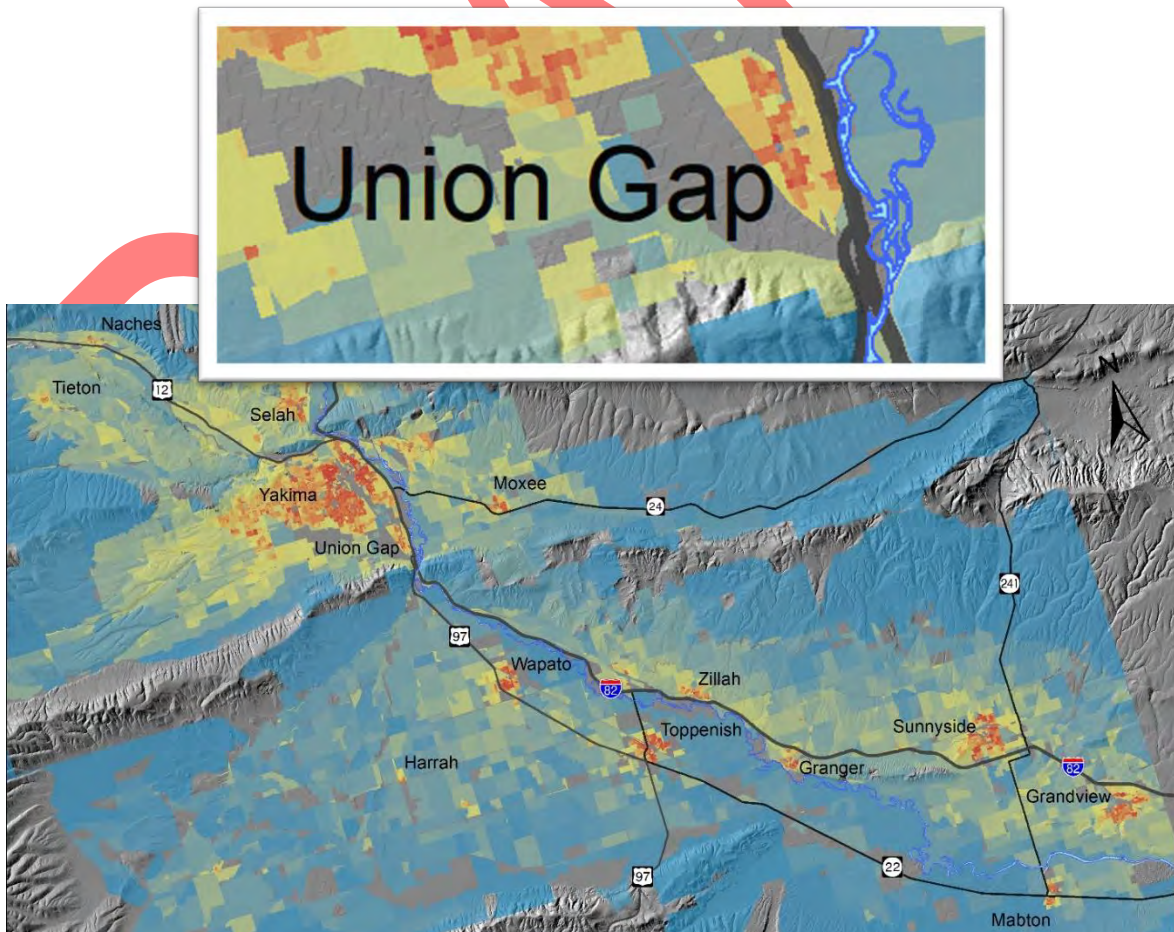 Union Gap
Naches
Tieton
12
Selah
N
Yakima
Moxee
24
Union Gap
241
97
Wapato
82
Zillah
Toppenish
Sunnyside
Harrah
Granger
82
Grandview
97
22
Mabton